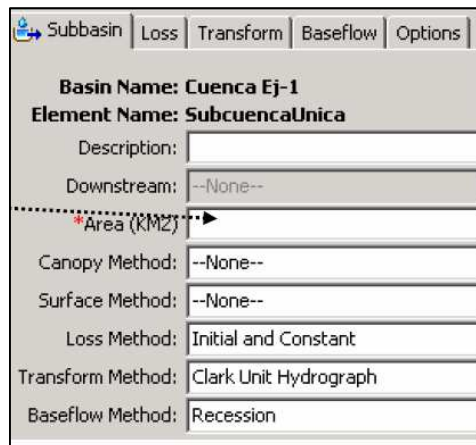 Subbasin Loss Transform Baseflow Options
Basin Name: Cuenca Ej-1
Element Name: SubcuencaUnica
Description:
Downstream: --None--
*Area (KM2)
Canopy Method: --None--
Surface Method: --None--
Loss Method: Initial and Constant
Transform Method: Clark Unit Hydrograph
Baseflow Method: Recession